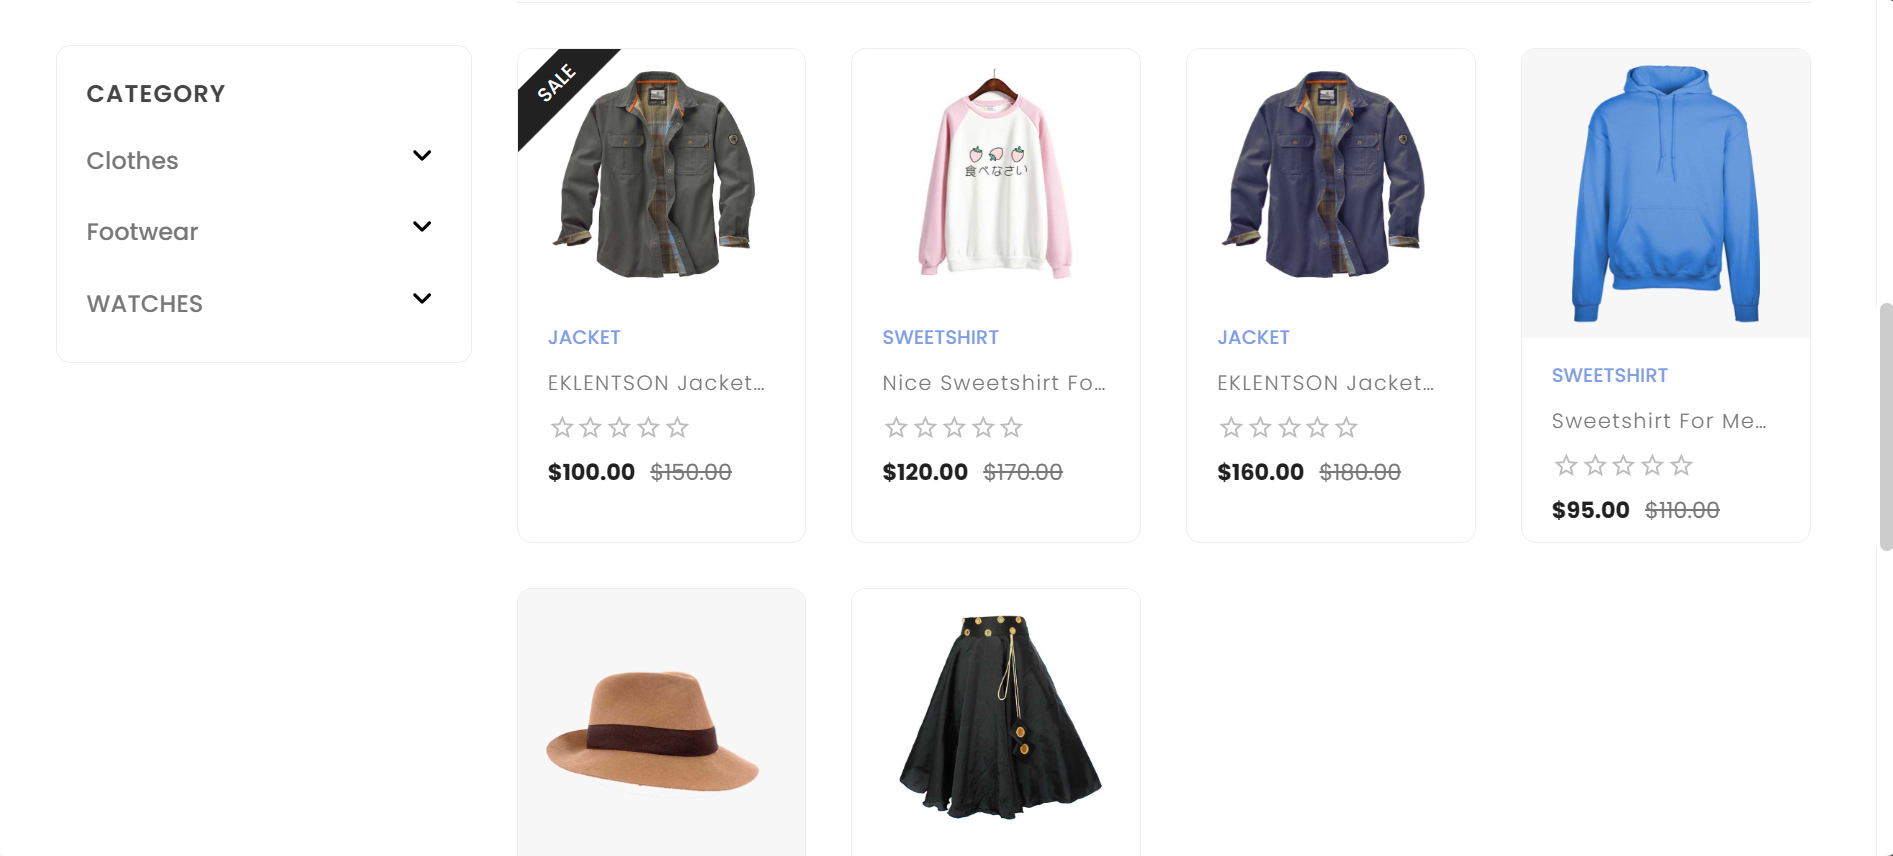 CATEGORY
Clothes
Footwear
WATCHES
SALE
JACKET
EKLENTSON Jacket...
$100.00 $150.00
食べなさい
SWEETSHIRT
Nice Sweetshirt Fo...
$120.00 $170.00
JACKET
EKLENTSON Jacket...
$160.00 $180.00
SWEETSHIRT
Sweetshirt For Me...
$95.00 $110.00